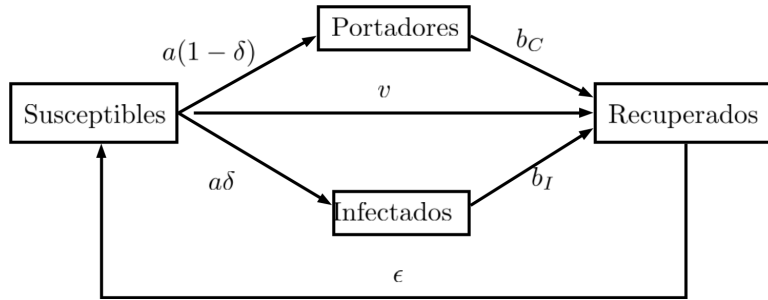 Portadores
a(1 − δ)
b_C
v
Susceptibles
Recuperados
aδ
b_I
Infectados
ϵ